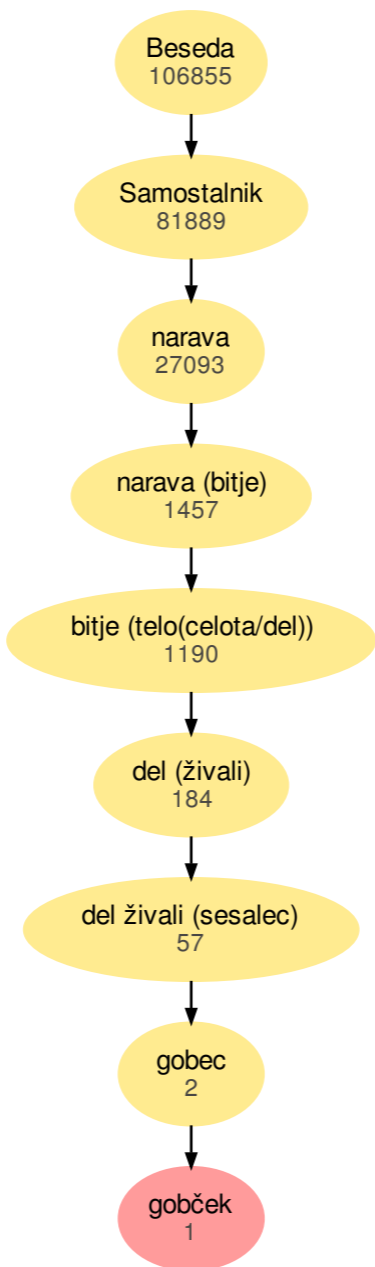 Beseda
106855
Samostalnik
81889
narava
27093
narava (bitje)
1457
bitje (telo(celota/del))
1190
del (živali)
184
del živali (sesalec)
57
gobec
2
gobček
1